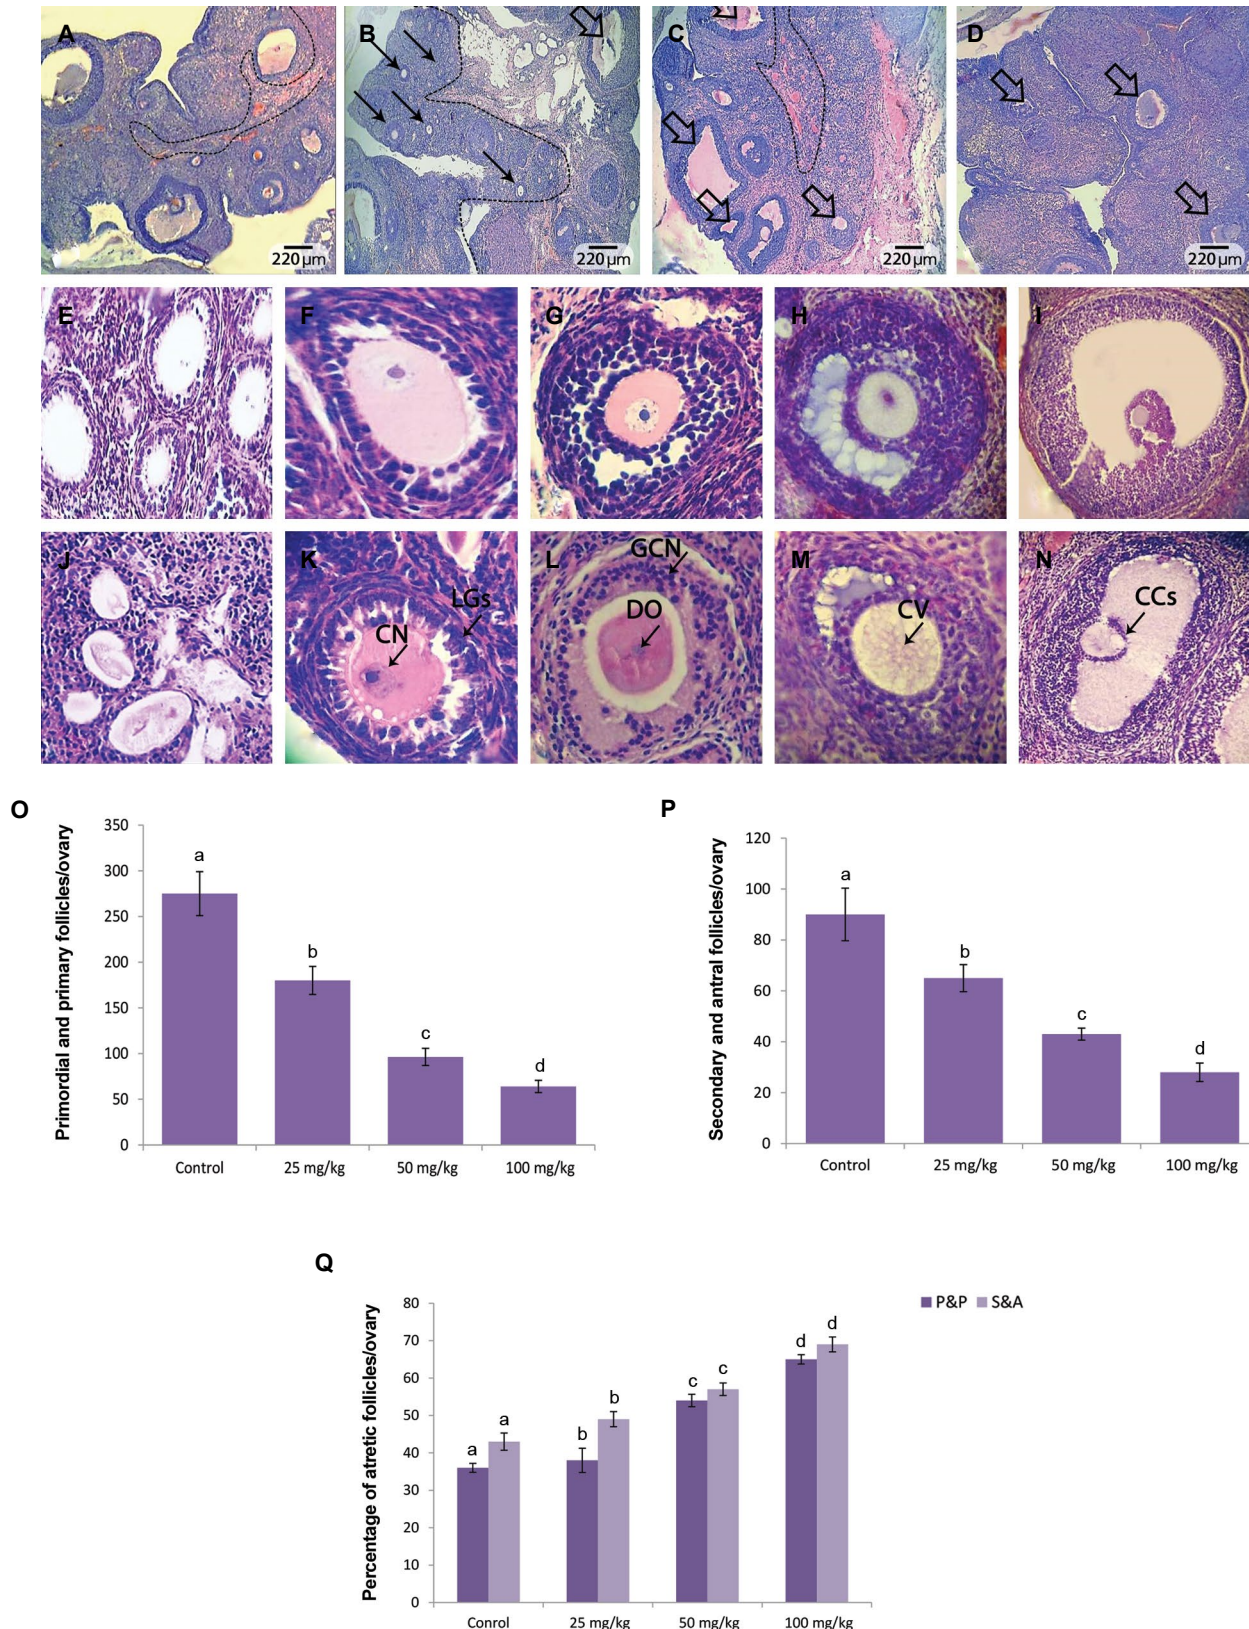 A
B
C
D
220 μm
220 μm
220 μm
220 μm
E
F
G
H
I
J
K
L
M
N
LGs
CN
GCN
DO
CV
CCs
O
Primordial and primary follicles/ovary
350
300
250
200
150
100
50
0
a
b
c
d
Control 25 mg/kg 50 mg/kg 100 mg/kg
P
Secondary and antral follicles/ovary
120
100
80
60
40
20
0
a
b
c
d
Control 25 mg/kg 50 mg/kg 100 mg/kg
Q
Percentage of atretic follicles/ovary
80
70
60
50
40
30
20
10
0
a a
b b
c c
d d
P&P S&A
Conrol 25 mg/kg 50 mg/kg 100 mg/kg